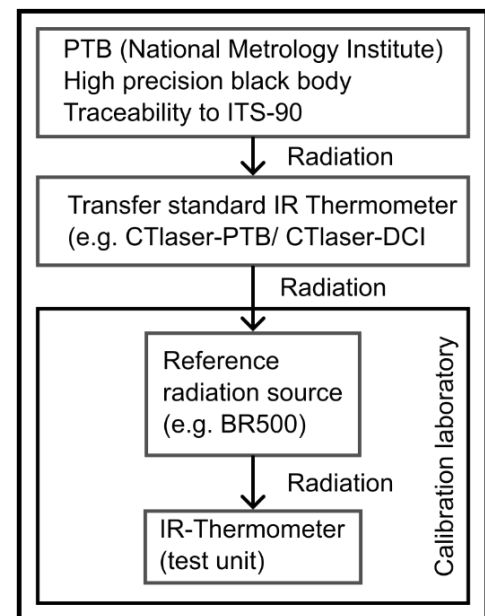 PTB (National Metrology Institute)
High precision black body
Traceability to ITS-90
Radiation
Transfer standard IR Thermometer
(e.g. CTlaser-PTB/ CTlaser-DCI
Radiation
Reference
radiation source
(e.g. BR500)
Radiation
IR-Thermometer
(test unit)
Calibration laboratory